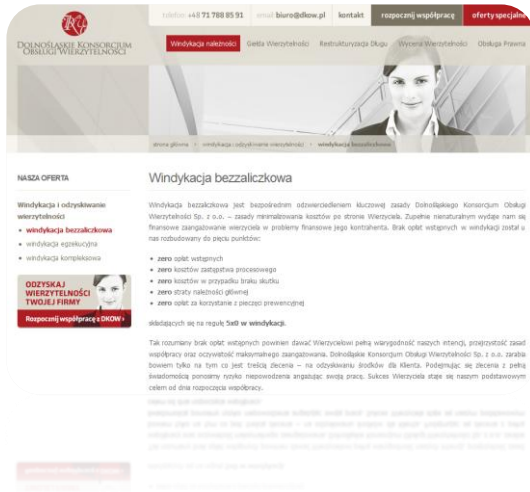 telefon: +48 71 788 85 91
email: biuro@dkow.pl
kontakt
rozpocznij współpracę
oferty specjalne
DOLNOŚLĄSKIE KONSORCJUM
OBSŁUGI WIERZYTELNOŚCI
Windykacja należności
Giełda Wierzytelności
Restrukturyzacja Długu
Wycena Wierzytelności
Obsługa Prawna
strona główna › windykacja i odzyskiwanie wierzytelności › windykacja bezzaliczkowa
NASZA OFERTA
Windykacja i odzyskiwanie
wierzytelności
• windykacja bezzaliczkowa
• windykacja egzekucyjna
• windykacja kompleksowa
ODZYSKAJ
WIERZYTELNOŚCI
TWOJEJ FIRMY
Rozpocznij współpracę z DKOW ›
Windykacja bezzaliczkowa
Windykacja bezzaliczkowa jest bezpośrednim odzwierciedleniem kluczowej zasady Dolnośląskiego Konsorcjum Obsługi
Wierzytelności Sp. z o.o. – zasady minimalizowania kosztów po stronie Wierzyciela. Zupełnie nienaturalnym wydaje nam się
finansowe zaangażowanie wierzyciela w problemy finansowe jego kontrahenta. Brak opłat wstępnych w windykacji został u
nas rozbudowany do pięciu punktów:
• zero opłat wstępnych
• zero kosztów zastępstwa procesowego
• zero kosztów w przypadku braku skutku
• zero straty należności głównej
• zero opłat za korzystanie z pieczęci prewencyjnej
składających się na regułę 5x0 w windykacji.
Tak rozumiany brak opłat wstępnych powinien dawać Wierzycielowi pełną wiarygodność naszych intencji, przejrzystość zasad
współpracy oraz oczywistość maksymalnego zaangażowania. Dolnośląskie Konsorcjum Obsługi Wierzytelności Sp. z o.o. zarabia
bowiem tylko na tym co jest treścią zlecenia – na odzyskiwaniu środków dla Klienta. Podejmując się zlecenia z pełną
świadomością ponosimy ryzyko niepowodzenia angażując swoją pracę. Sukces Wierzyciela staje się naszym podstawowym
celem od dnia rozpoczęcia współpracy.